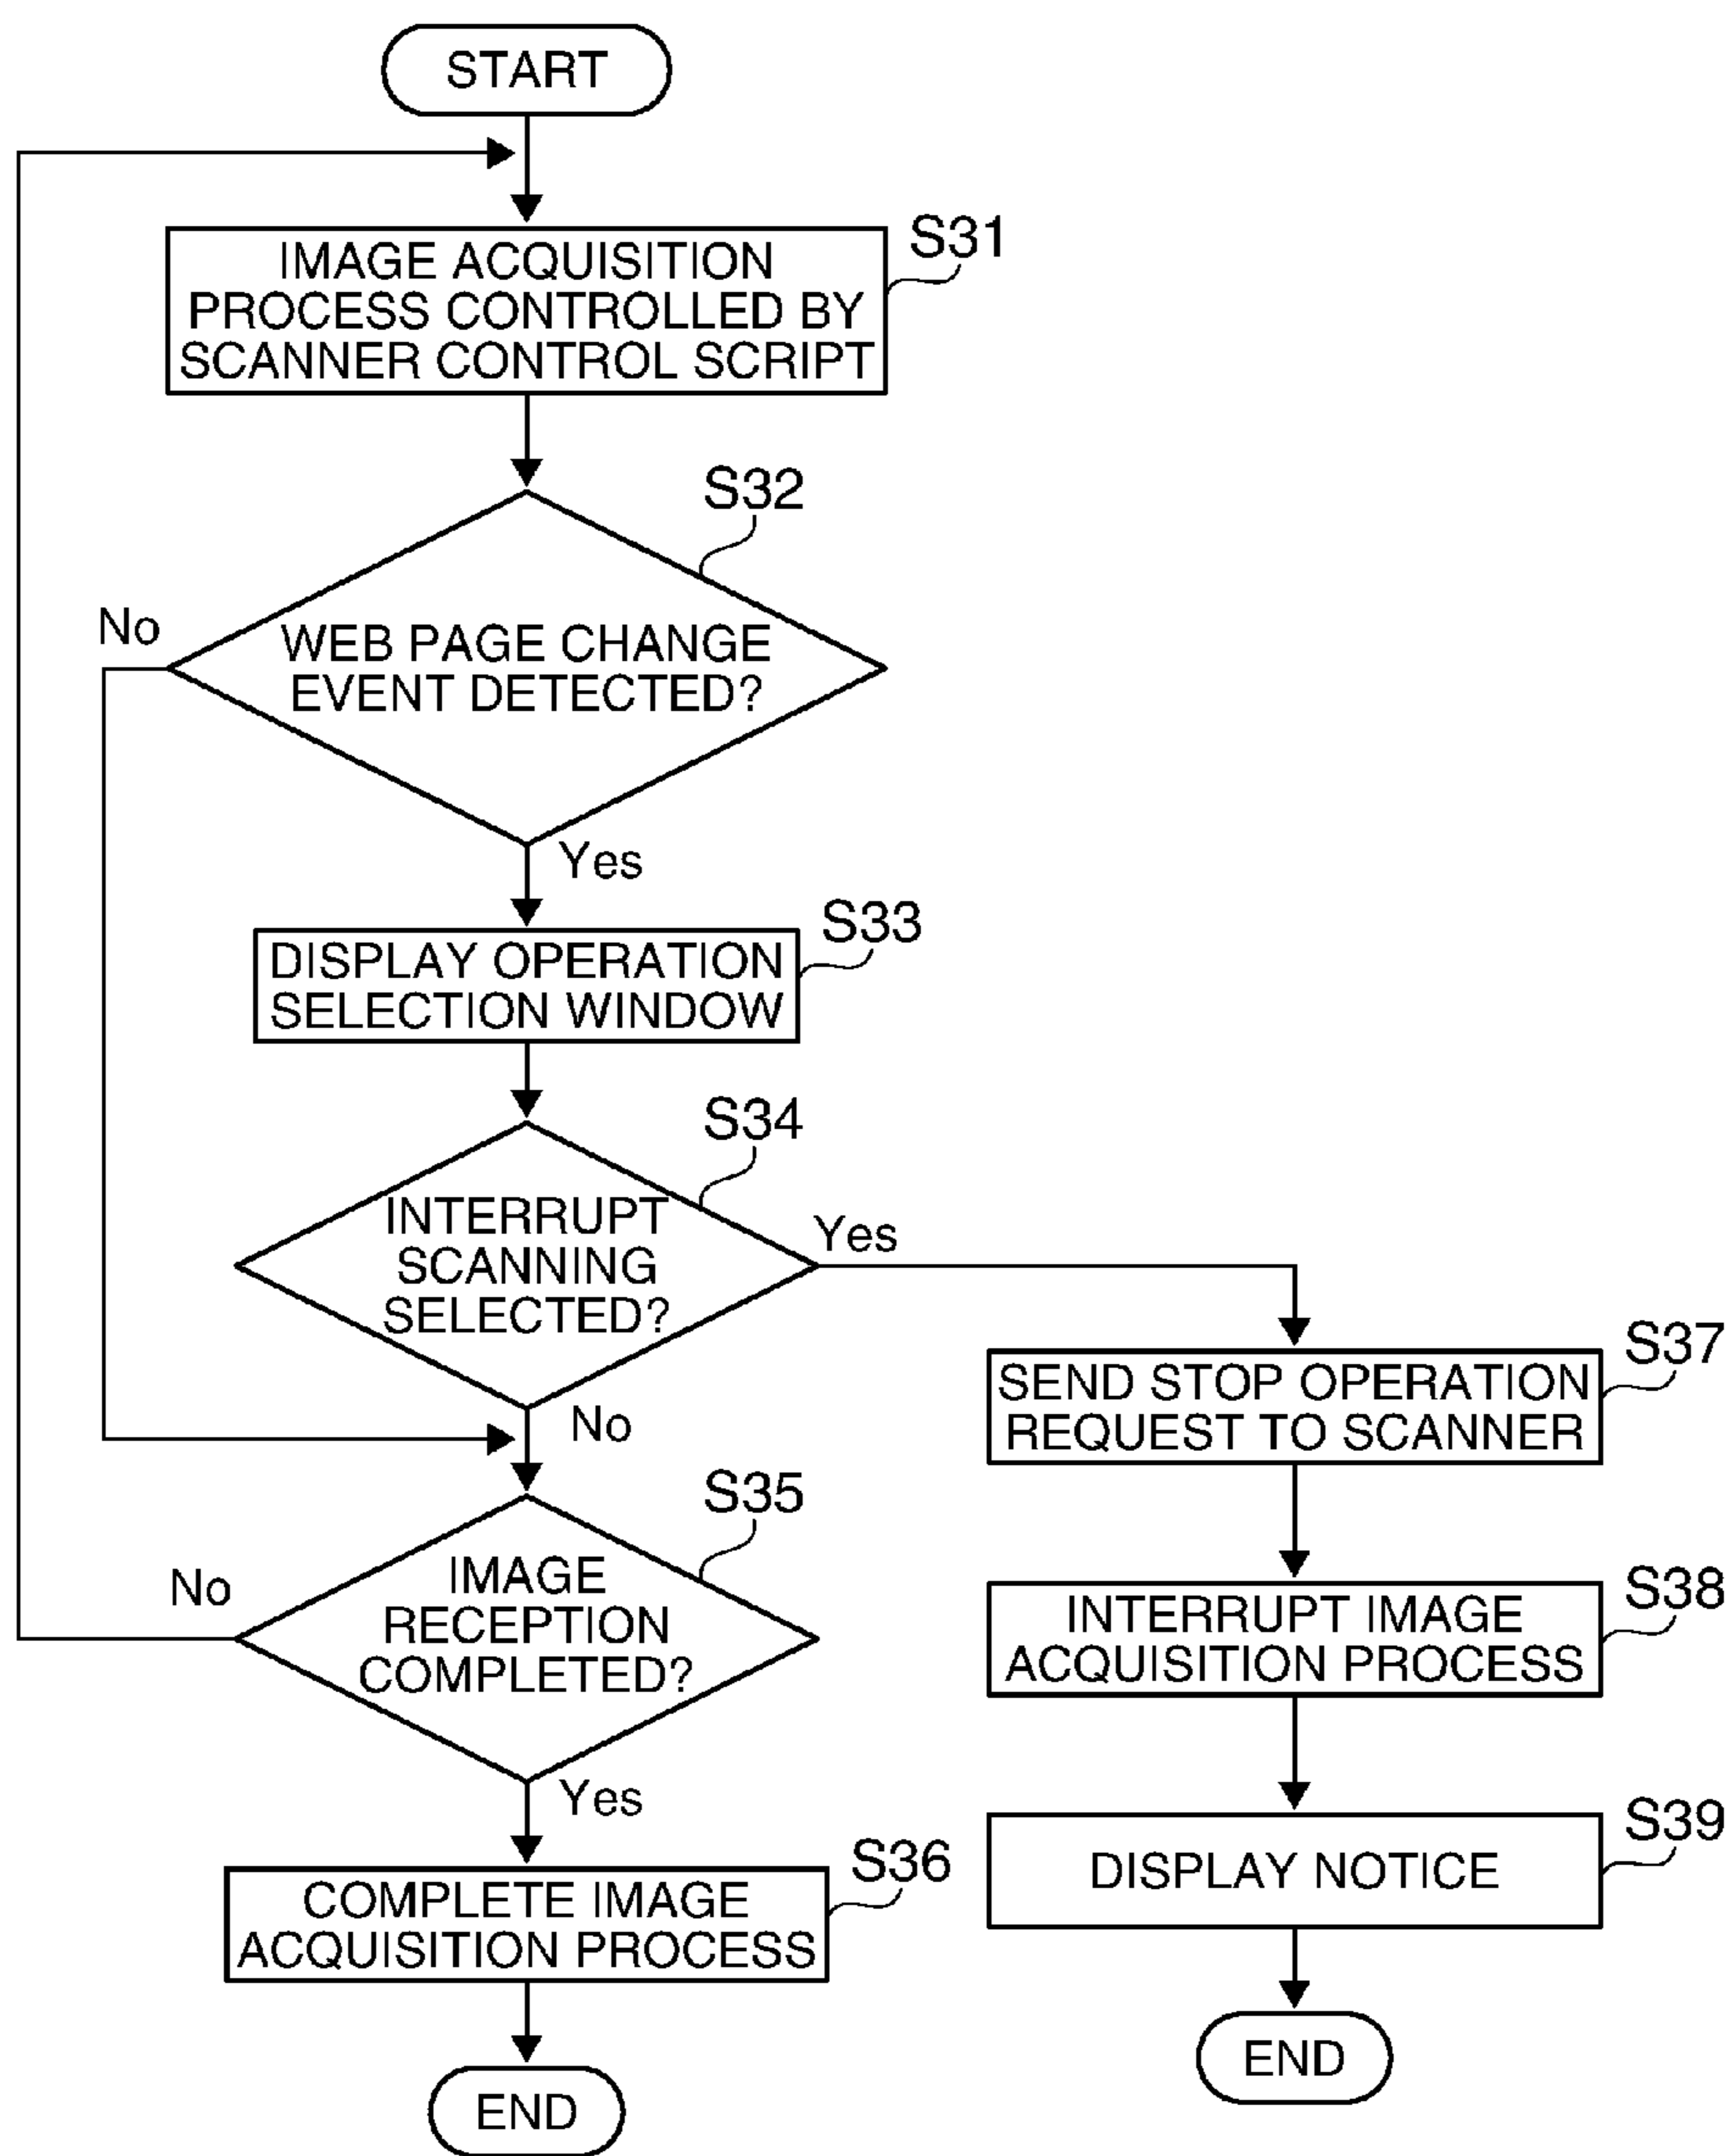 START
S31
IMAGE ACQUISITION
PROCESS CONTROLLED BY
SCANNER CONTROL SCRIPT
S32
No
WEB PAGE CHANGE
EVENT DETECTED?
Yes
S33
DISPLAY OPERATION
SELECTION WINDOW
S34
INTERRUPT
SCANNING
SELECTED?
Yes
No
S35
No
IMAGE
RECEPTION
COMPLETED?
Yes
S36
COMPLETE IMAGE
ACQUISITION PROCESS
END
S37
SEND STOP OPERATION
REQUEST TO SCANNER
S38
INTERRUPT IMAGE
ACQUISITION PROCESS
S39
DISPLAY NOTICE
END